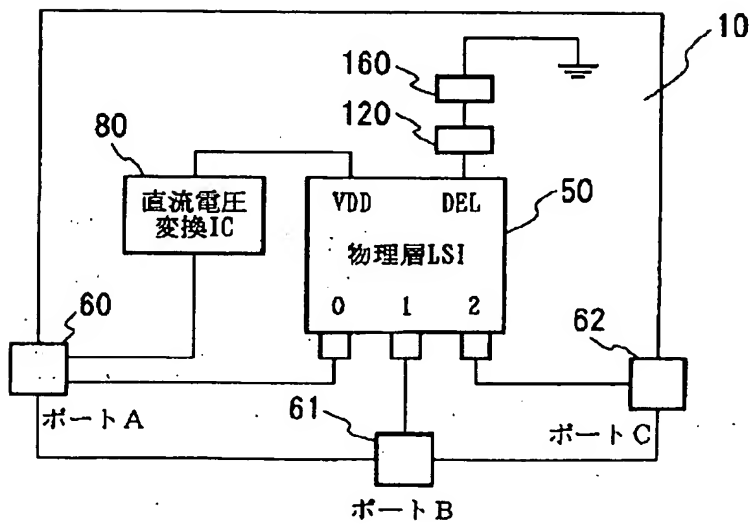 10
160
120
80
直流電圧
変換IC
VDD DEL
50
物理層LSI
0 1 2
60
62
61
ポートA
ポートC
ポートB